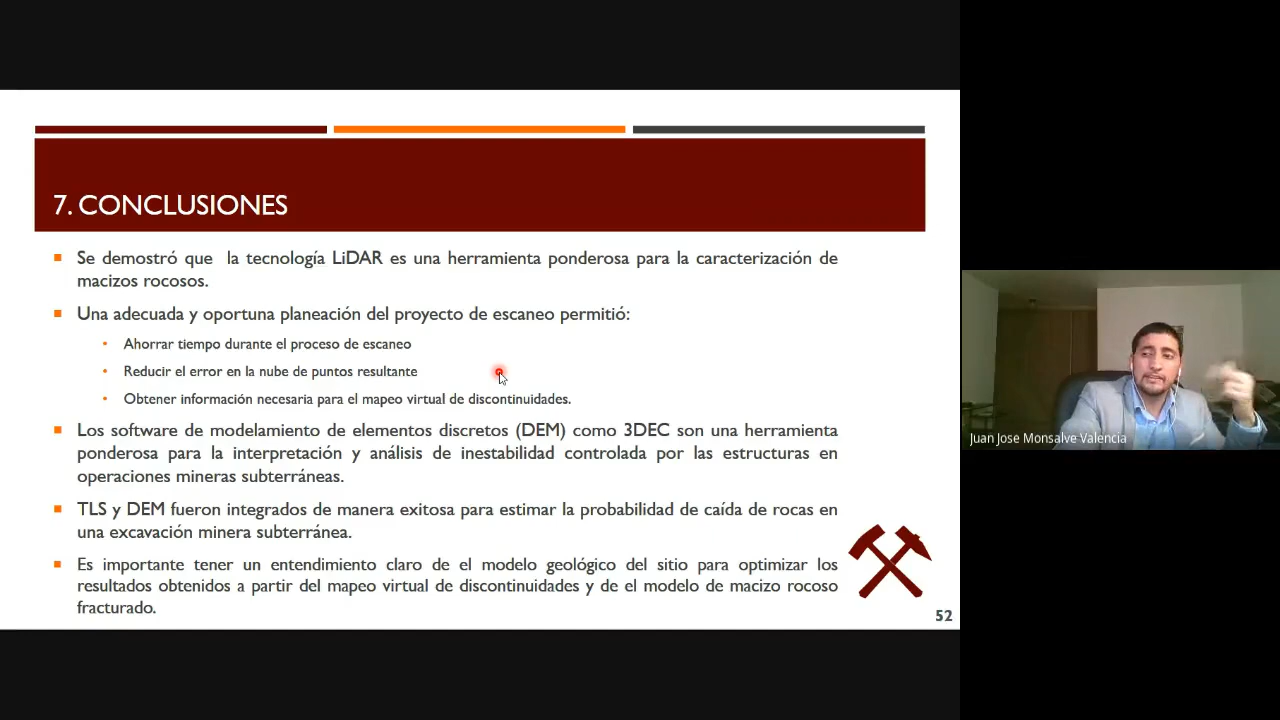 7. CONCLUSIONES
Se demostró que la tecnología LiDAR es una herramienta ponderosa para la caracterización de
macizos rocosos.
Una adecuada y oportuna planeación del proyecto de escaneo permitió:
Ahorrar tiempo durante el proceso de escaneo
Reducir el error en la nube de puntos resultante
Obtener información necesaria para el mapeo virtual de discontinuidades.
Los software de modelamiento de elementos discretos (DEM) como 3DEC son una herramienta
ponderosa para la interpretación y análisis de inestabilidad controlada por las estructuras en
operaciones mineras subterráneas.
TLS y DEM fueron integrados de manera exitosa para estimar la probabilidad de caída de rocas en
una excavación minera subterránea.
Es importante tener un entendimiento claro de el modelo geológico del sitio para optimizar los
resultados obtenidos a partir del mapeo virtual de discontinuidades y de el modelo de macizo rocoso
fracturado.
52
Juan Jose Monsalve Valencia